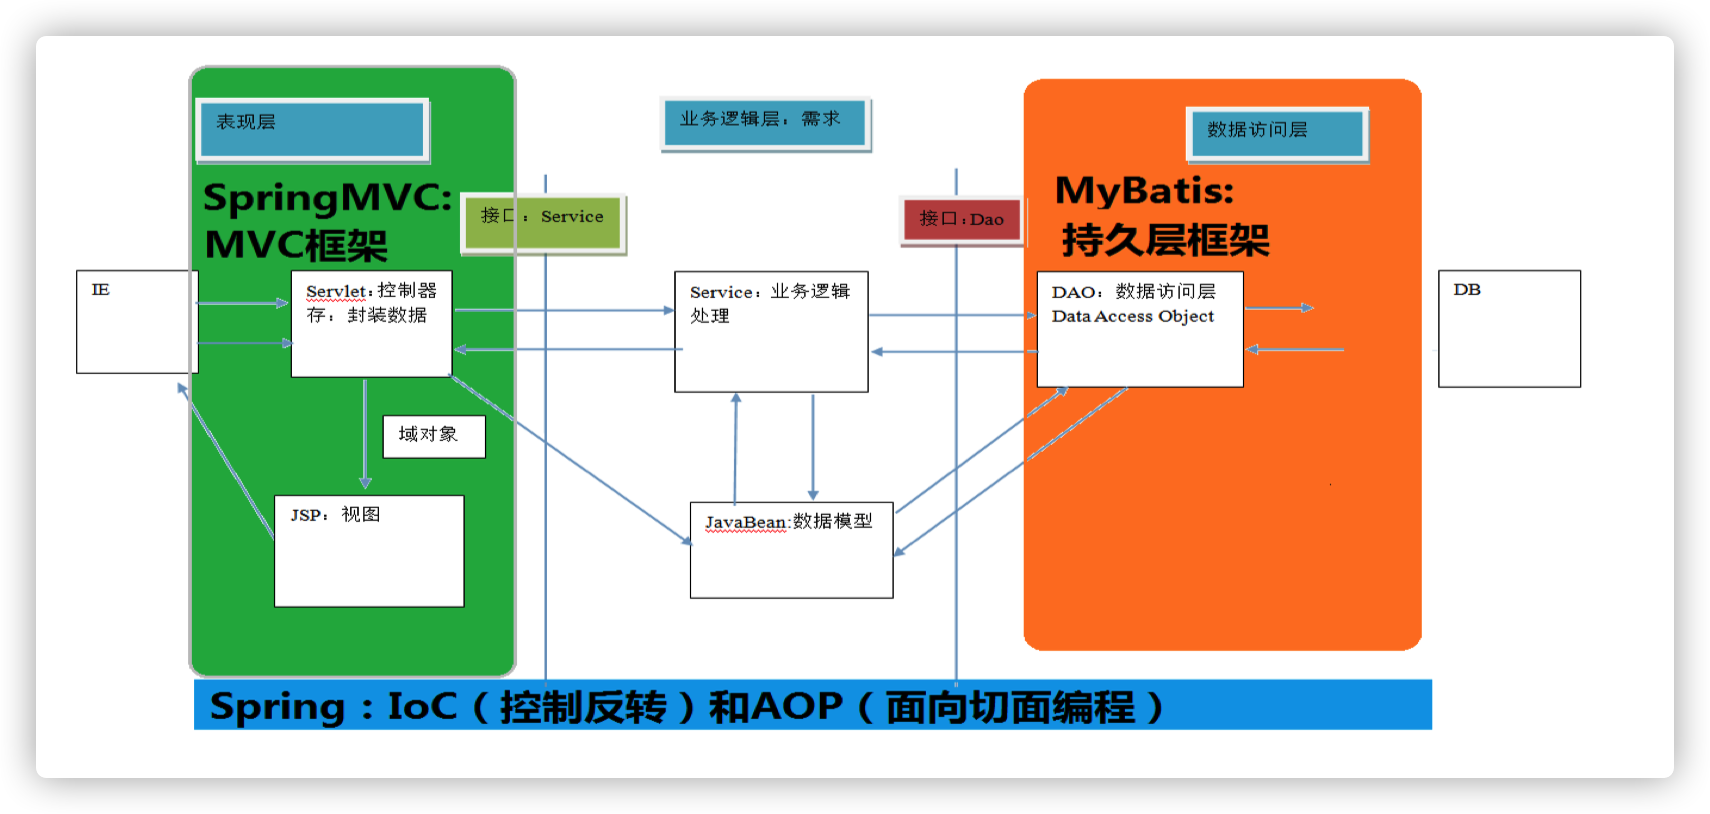 表现层
业务逻辑层：需求
数据访问层
SpringMVC:
MVC框架
接口：Service
接口:Dao
MyBatis:
持久层框架
IE
Servlet:控制器
存：封装数据
Service：业务逻辑
处理
DAO：数据访问层
Data Access Object
DB
域对象
JSP：视图
JavaBean:数据模型
Spring：IoC（控制反转）和AOP（面向切面编程）